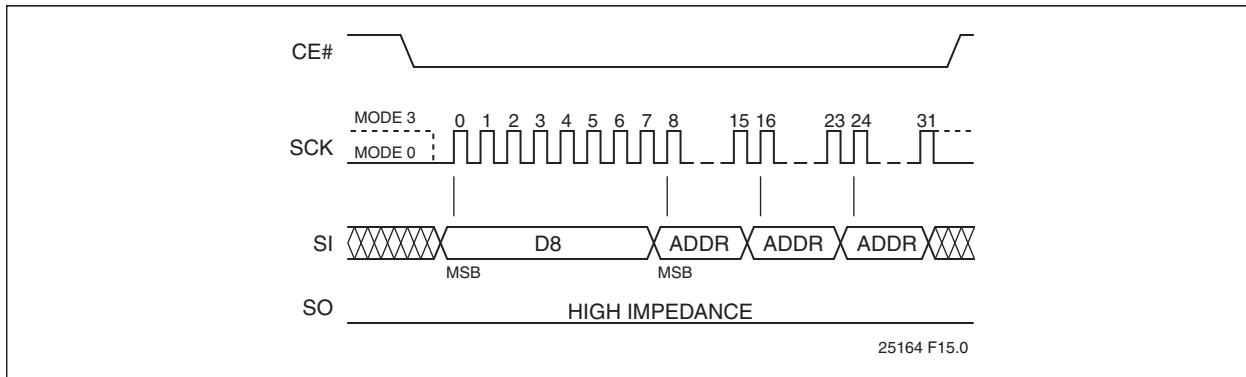 CE#
MODE 3 0 1 2 3 4 5 6 7 8 15 16 23 24 31
SCK MODE 0
SI D8 ADDR ADDR ADDR
MSB MSB
SO HIGH IMPEDANCE
25164 F15.0